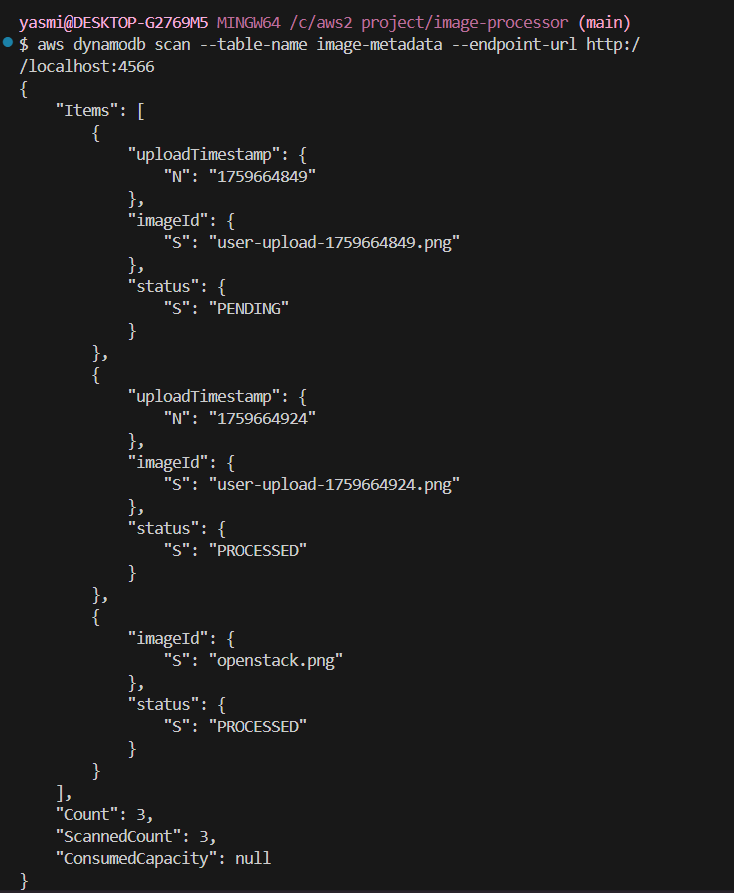 yasmi@DESKTOP-G2769M5 MINGW64 /c/aws2 project/image-processor (main)
$ aws dynamodb scan --table-name image-metadata --endpoint-url http:/
/localhost:4566
{
    "Items": [
        {
            "uploadTimestamp": {
                "N": "1759664849"
            },
            "imageId": {
                "S": "user-upload-1759664849.png"
            },
            "status": {
                "S": "PENDING"
            }
        },
        {
            "uploadTimestamp": {
                "N": "1759664924"
            },
            "imageId": {
                "S": "user-upload-1759664924.png"
            },
            "status": {
                "S": "PROCESSED"
            }
        },
        {
            "imageId": {
                "S": "openstack.png"
            },
            "status": {
                "S": "PROCESSED"
            }
        }
    ],
    "Count": 3,
    "ScannedCount": 3,
    "ConsumedCapacity": null
}